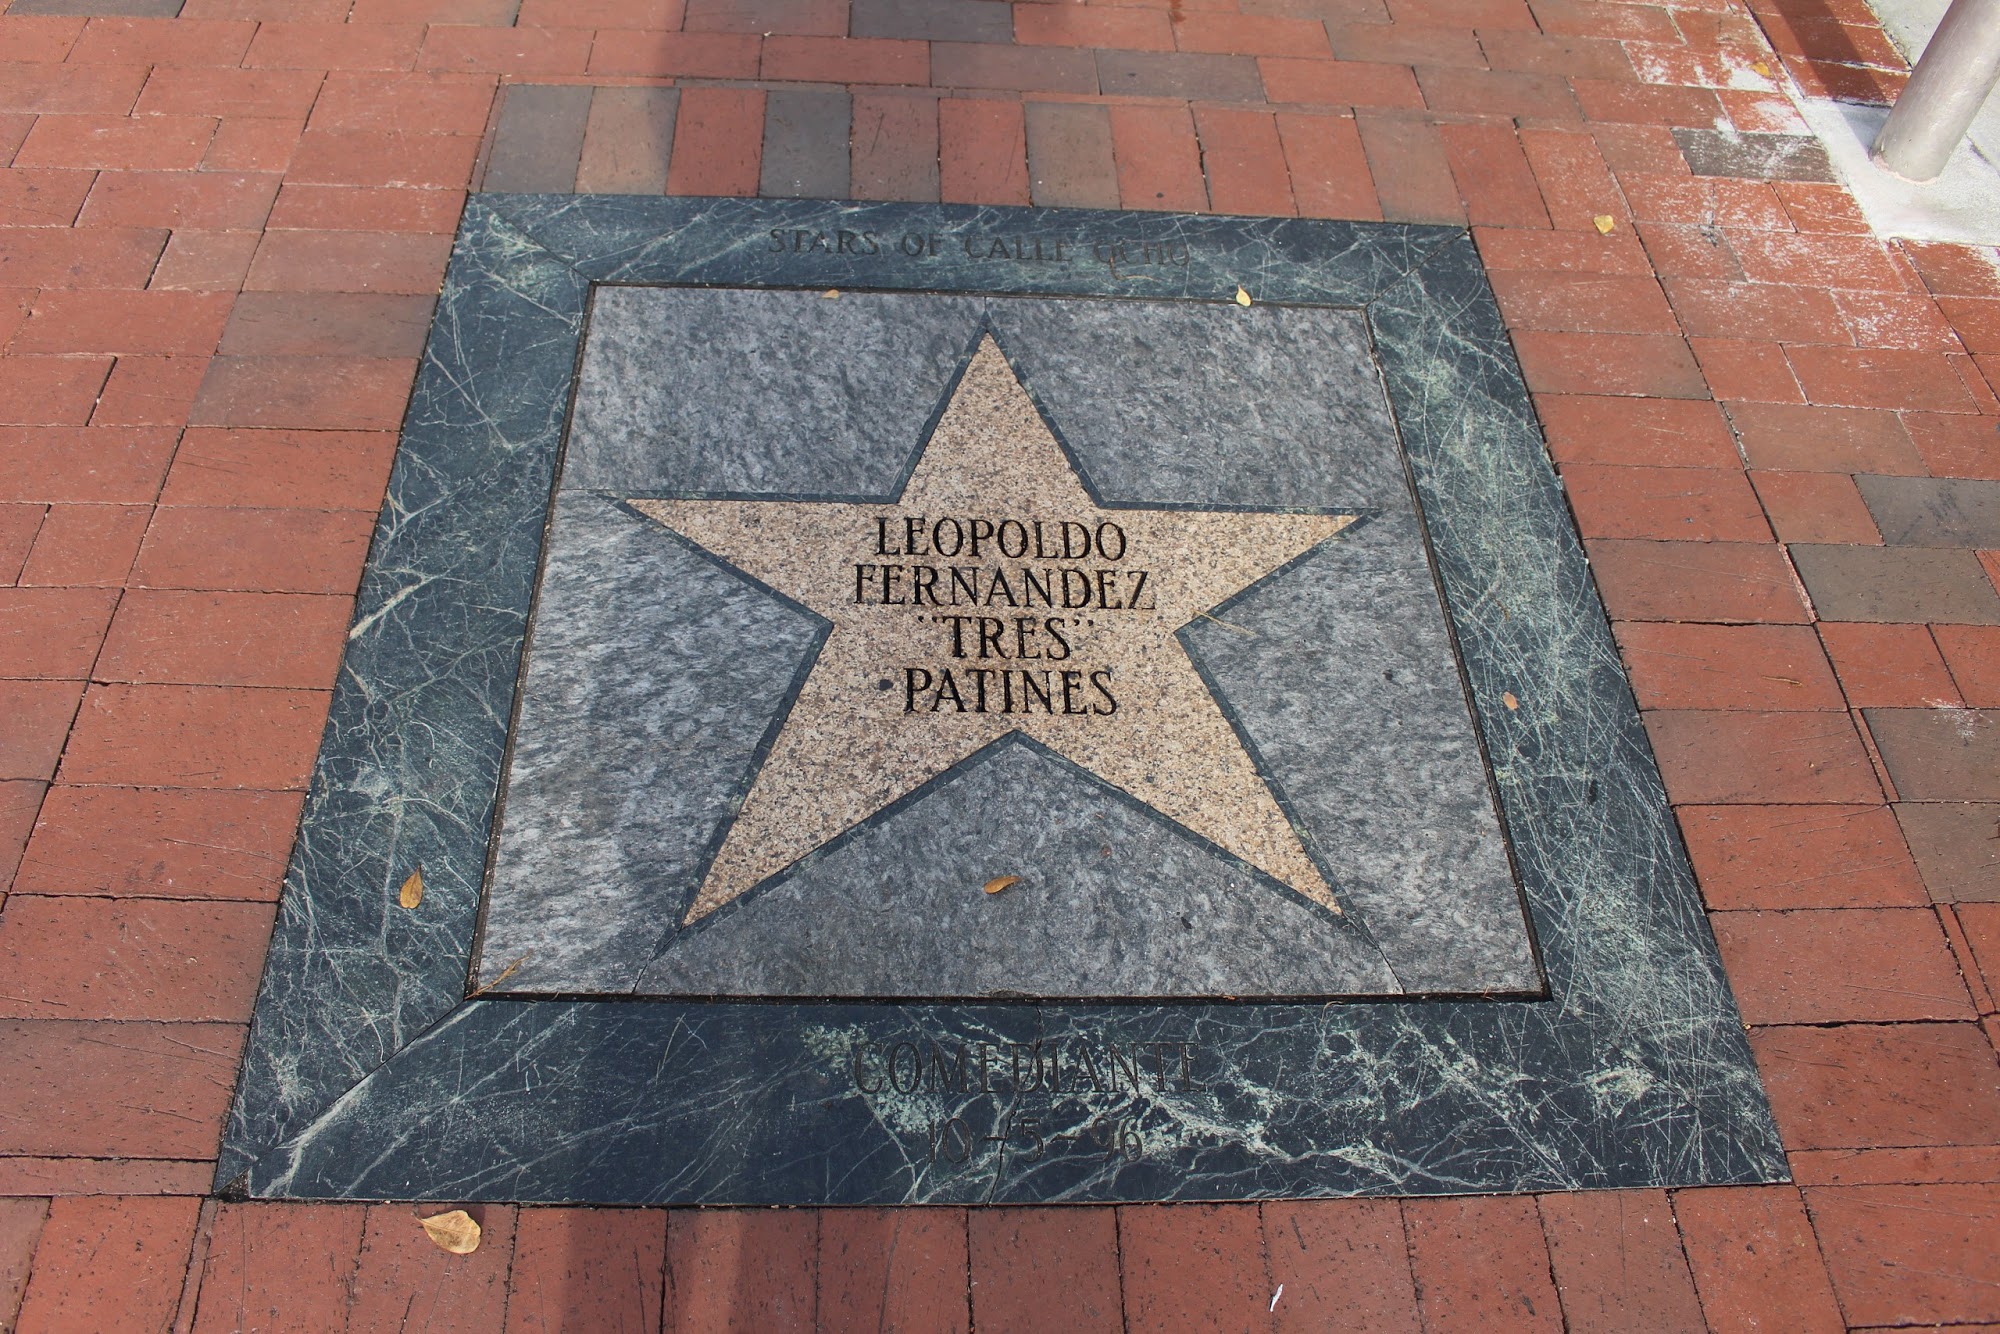 STARS OF CALLE OCHO
LEOPOLDO
FERNANDEZ
"TRES"
PATINES
COMEDIANTE
10-5-96